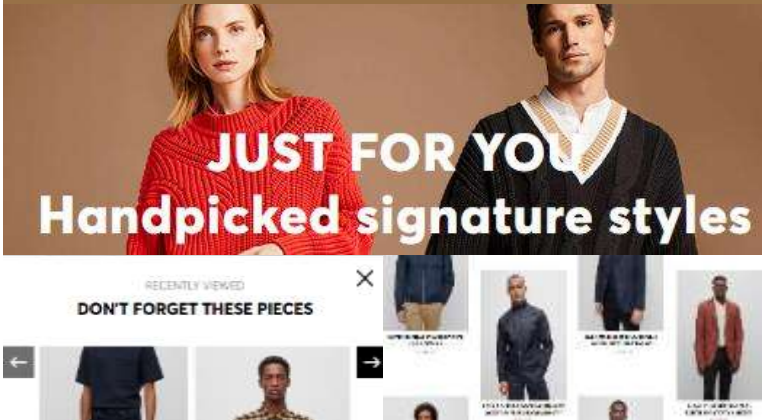 JUST FOR YOU
Handpicked signature styles
RECENTLY VIEWED
DON'T FORGET THESE PIECES